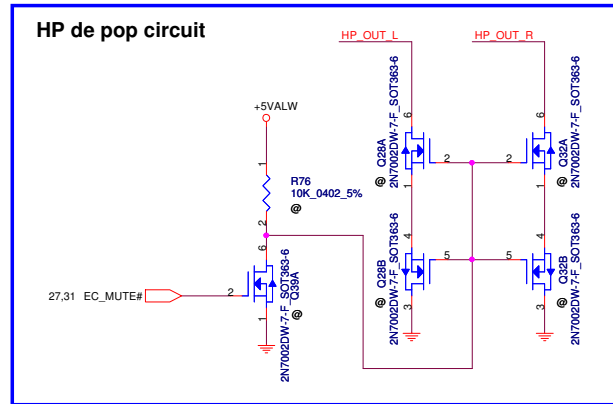 HP de pop circuit
HP_OUT_L
HP_OUT_R
+5VALW
1
R76
10K_0402_5%
@
2
6
2
1
Q39A
2N7002DW-7-F_SOT363-6
@
27,31 EC_MUTE#
6
2
1
Q28A
2N7002DW-7-F_SOT363-6
@
6
2
1
Q32A
2N7002DW-7-F_SOT363-6
@
4
5
3
Q28B
2N7002DW-7-F_SOT363-6
@
4
5
3
Q32B
2N7002DW-7-F_SOT363-6
@